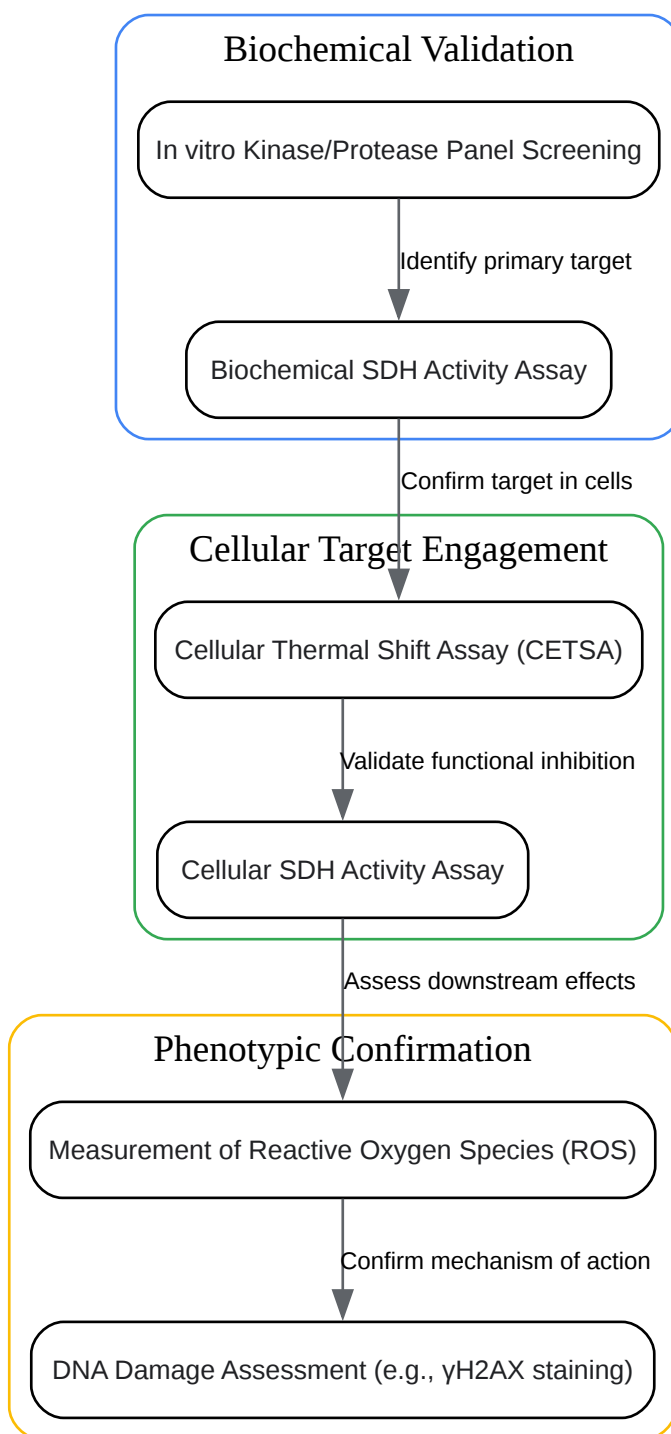 Biochemical Validation
In vitro Kinase/Protease Panel Screening
Identify primary target
Biochemical SDH Activity Assay
Confirm target in cells
Cellular Target Engagement
Cellular Thermal Shift Assay (CETSA)
Validate functional inhibition
Cellular SDH Activity Assay
Assess downstream effects
Phenotypic Confirmation
Measurement of Reactive Oxygen Species (ROS)
Confirm mechanism of action
DNA Damage Assessment (e.g., γH2AX staining)